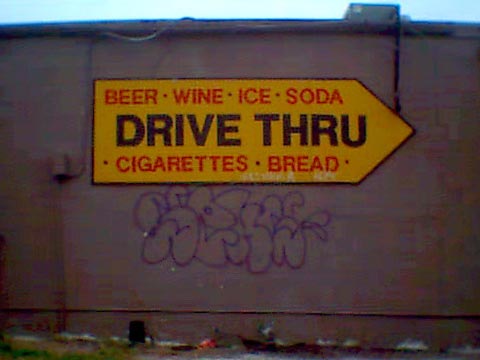 BEER · WINE · ICE · SODA
DRIVE THRU
· CIGARETTES · BREAD ·